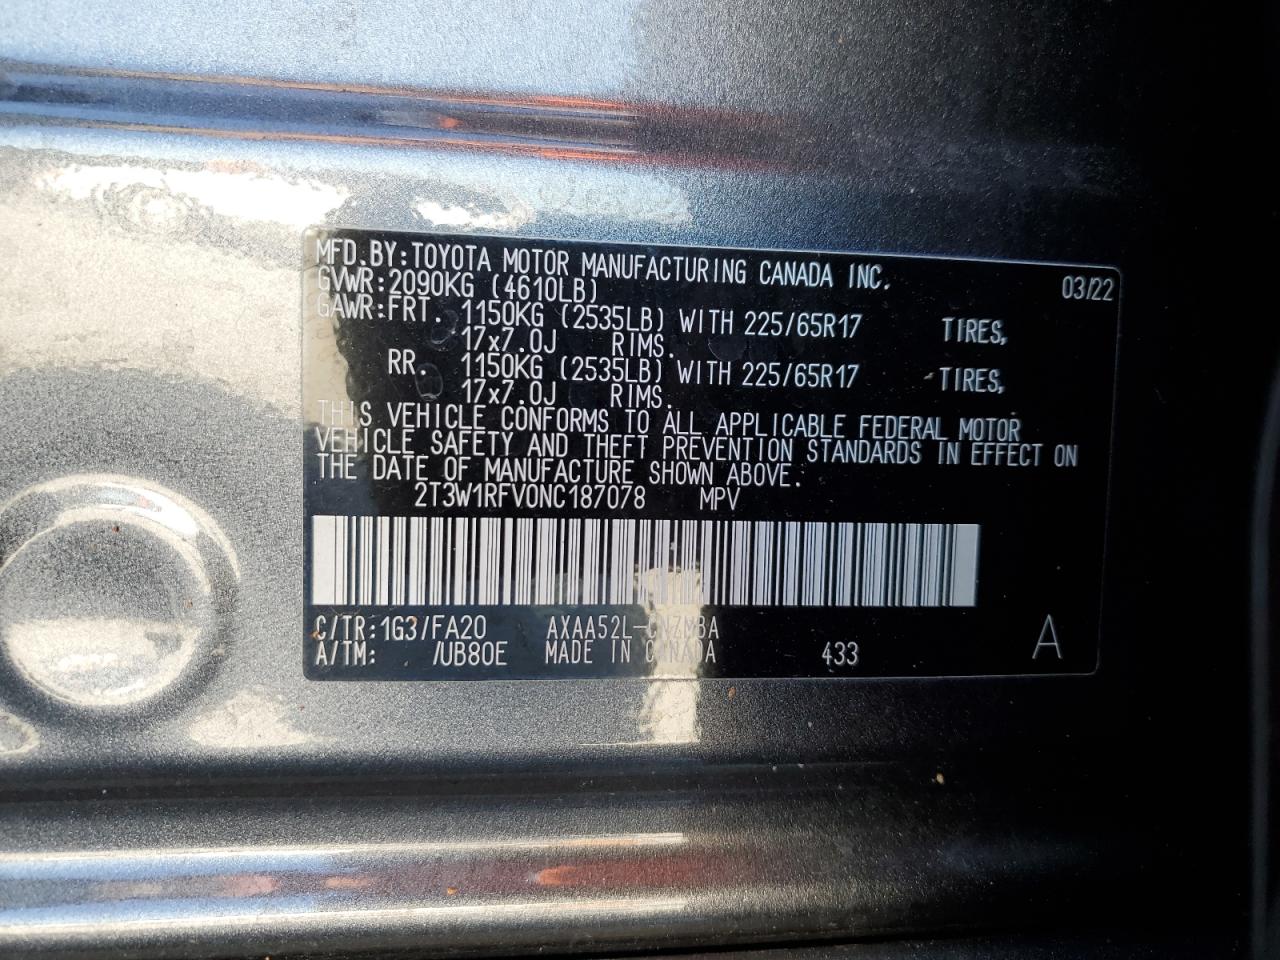 MFD.BY:TOYOTA MOTOR MANUFACTURING CANADA INC.
GVWR:2090KG (4610LB) 03/22
GAWR:FRT. 1150KG (2535LB) WITH 225/65R17 TIRES,
17x7.0J RIMS.
RR. 1150KG (2535LB) WITH 225/65R17 TIRES,
17x7.0J RIMS.
THIS VEHICLE CONFORMS TO ALL APPLICABLE FEDERAL MOTOR
VEHICLE SAFETY AND THEFT PREVENTION STANDARDS IN EFFECT ON
THE DATE OF MANUFACTURE SHOWN ABOVE.
2T3W1RFV0NC187078 MPV
C/TR:1G3/FA20 AXAA52L-CNZMBA
A/TM: /UB80E MADE IN CANADA 433 A